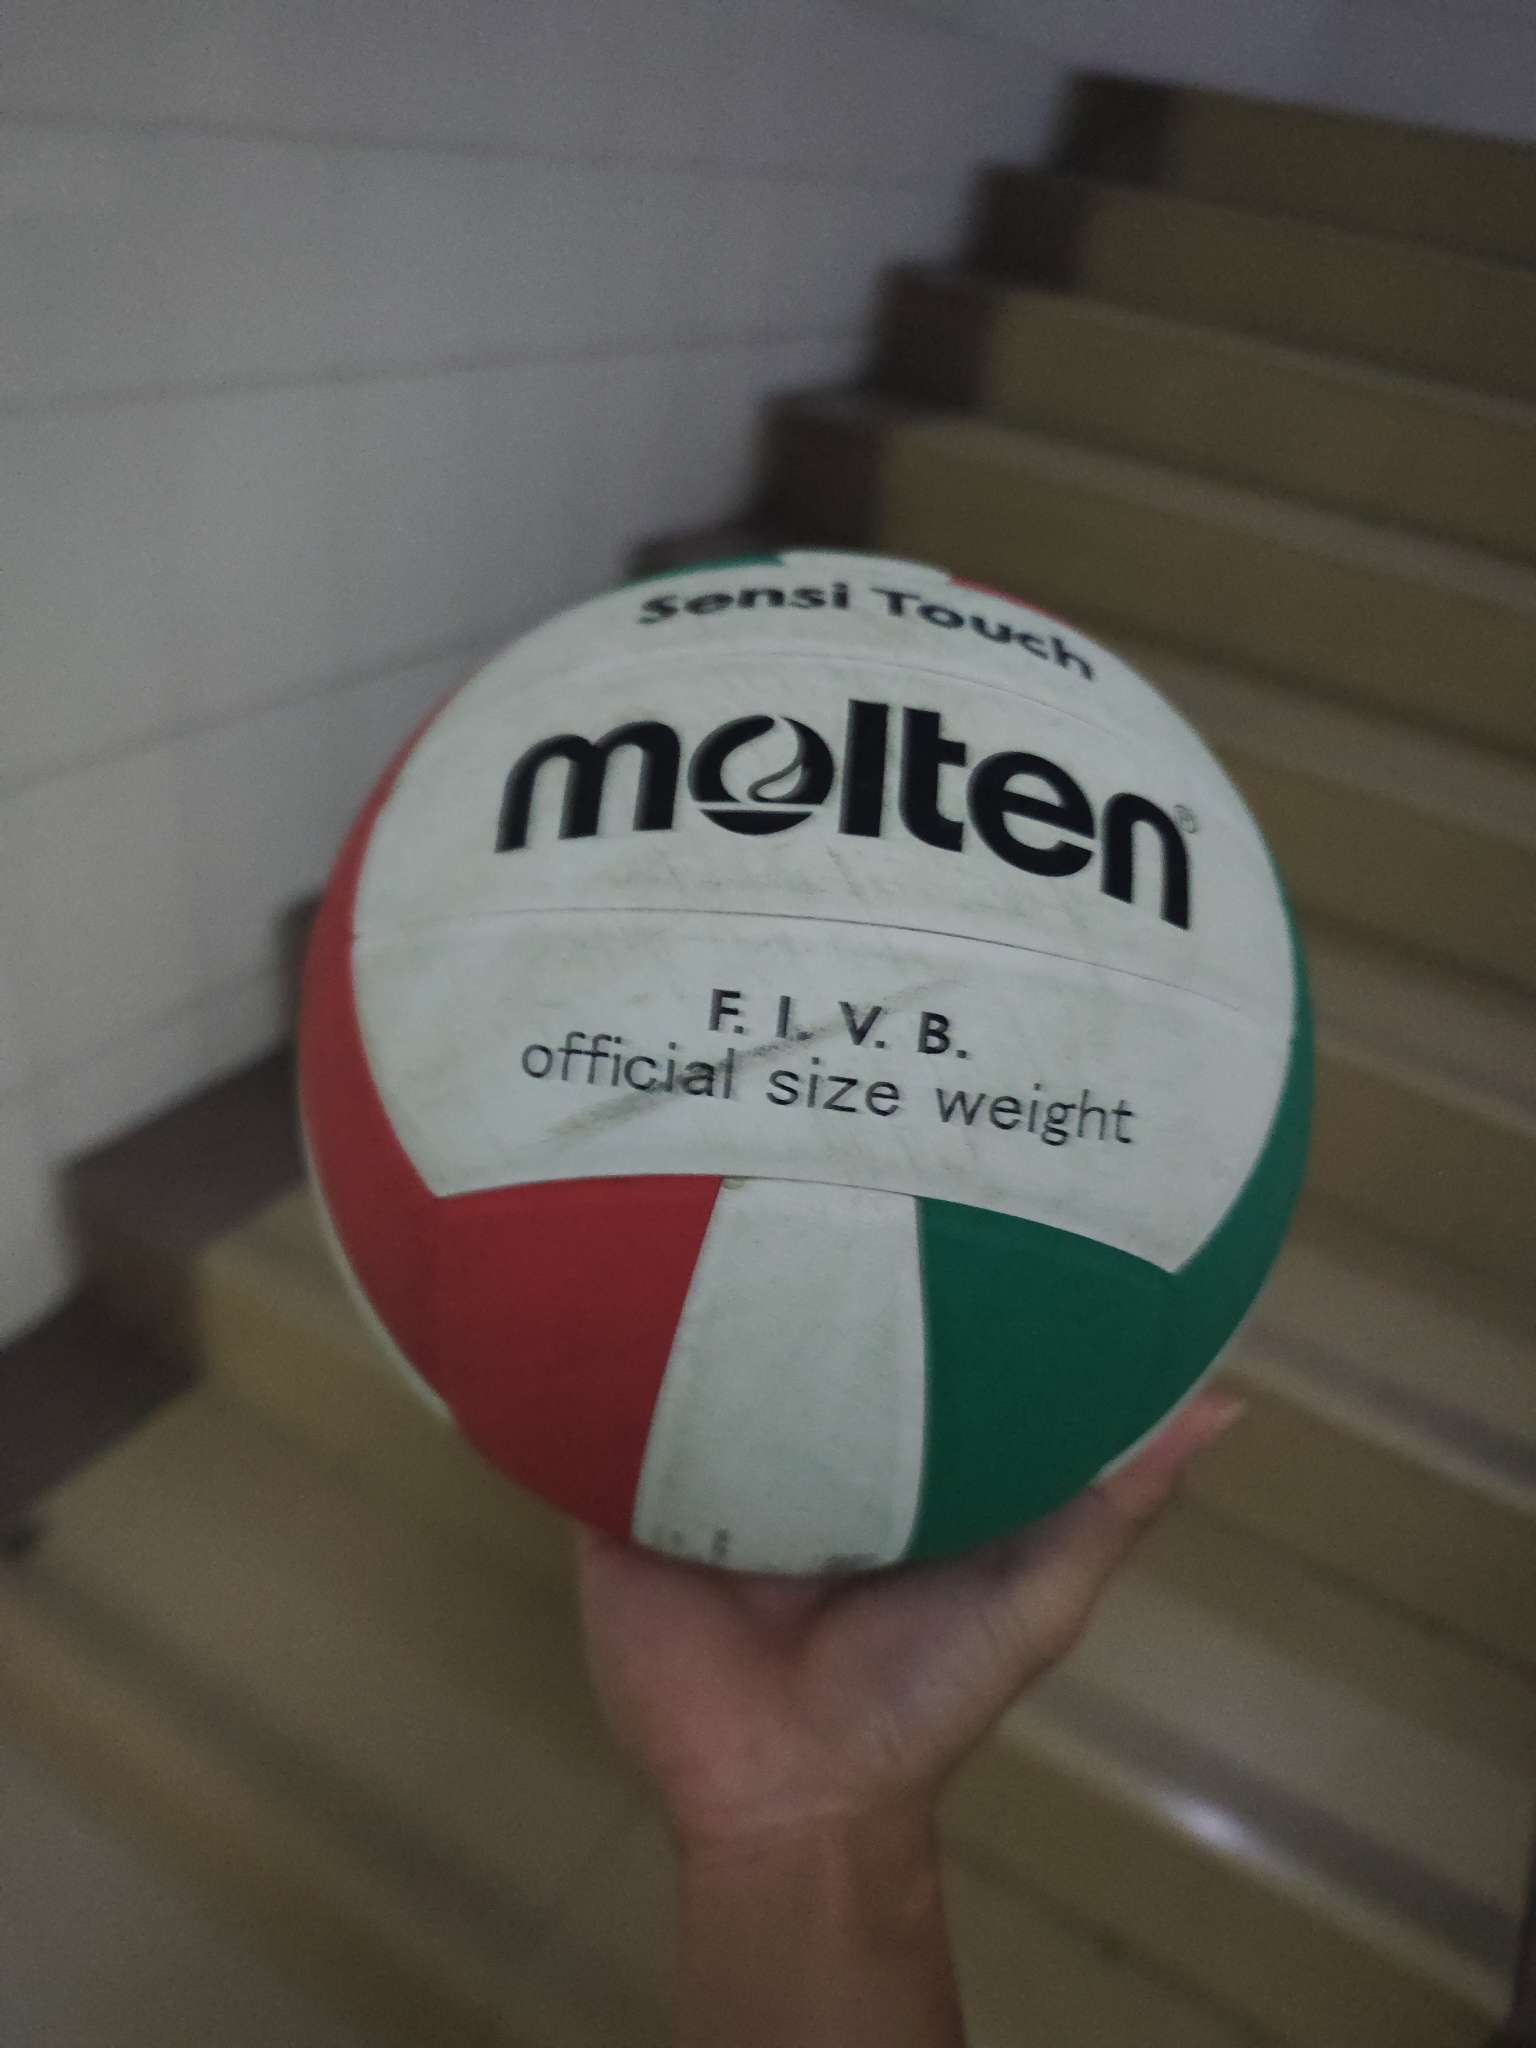 Sensi Touch
molten®
F. I. V. B.
official size weight